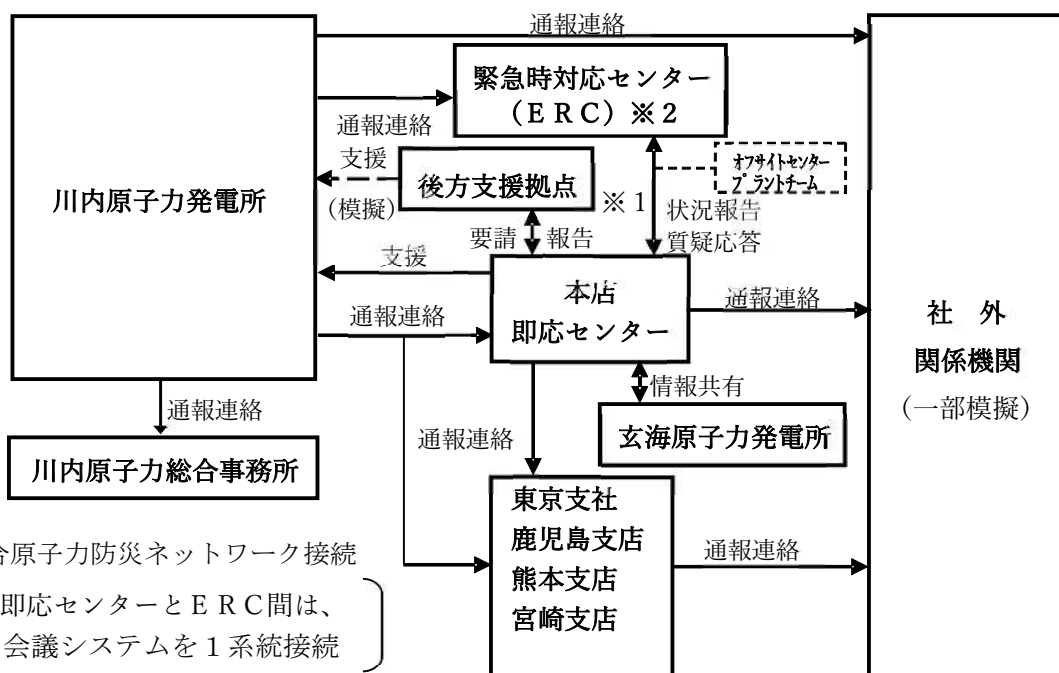 通報連絡
緊急時対応センター
（ＥＲＣ）※２
通報連絡
支援
(模擬)
後方支援拠点
※１
オフサイトセンター
プラントチーム
状況報告
質疑応答
川内原子力発電所
要請
報告
支援
本店
即応センター
通報連絡
通報連絡
社　外
関係機関
（一部模擬）
情報共有
玄海原子力発電所
通報連絡
通報連絡
川内原子力総合事務所
東京支社
鹿児島支店
熊本支店
宮崎支店
通報連絡
合原子力防災ネットワーク接続
即応センターとＥＲＣ間は、
会議システムを１系統接続